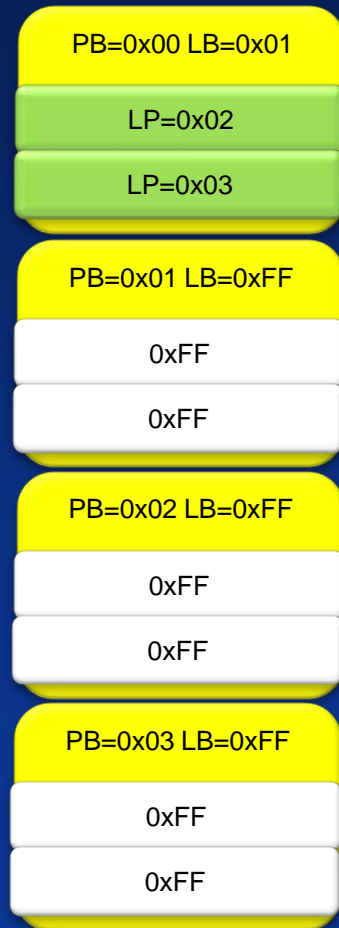 PB=0x00 LB=0x01
LP=0x02
LP=0x03
PB=0x01 LB=0xFF
0xFF
0xFF
PB=0x02 LB=0xFF
0xFF
0xFF
PB=0x03 LB=0xFF
0xFF
0xFF